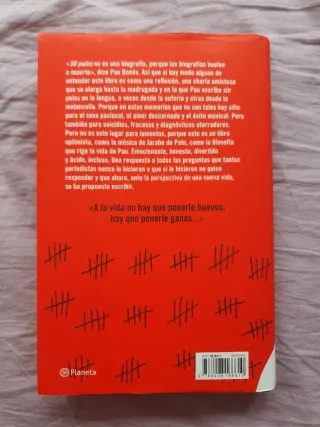 «50 palos no es una biografía, porque las biografías huelen
a muerto», dice Pau Donés. Así que si hay modo alguno de
entender este libro es como una reflexión, una charla amistosa
que se alarga hasta la madrugada y en la que Pau escribe sin
pelos en la lengua, a veces desde la euforia y otras desde la
melancolía. Porque en estas memorias que no son tales hay sitio
para el sexo pasional, el amor descarnado y el éxito musical. Pero
también para suicidios, fracasos y diagnósticos aterradores.
Pero no es este lugar para lamentos, porque este es un libro
optimista, como la música de Jarabe de Palo, como la filosofía
que rige la vida de Pau. Emocionante, honesto, divertido
y ácido, incluso. Una respuesta a todas las preguntas que tantos
periodistas nunca le hicieron o que si le hicieron no quiso
responder y que ahora, ante la perspectiva de una nueva vida,
se ha propuesto escribir.
«A la vida no hay que ponerle huevos,
hay que ponerle ganas...»
Planeta